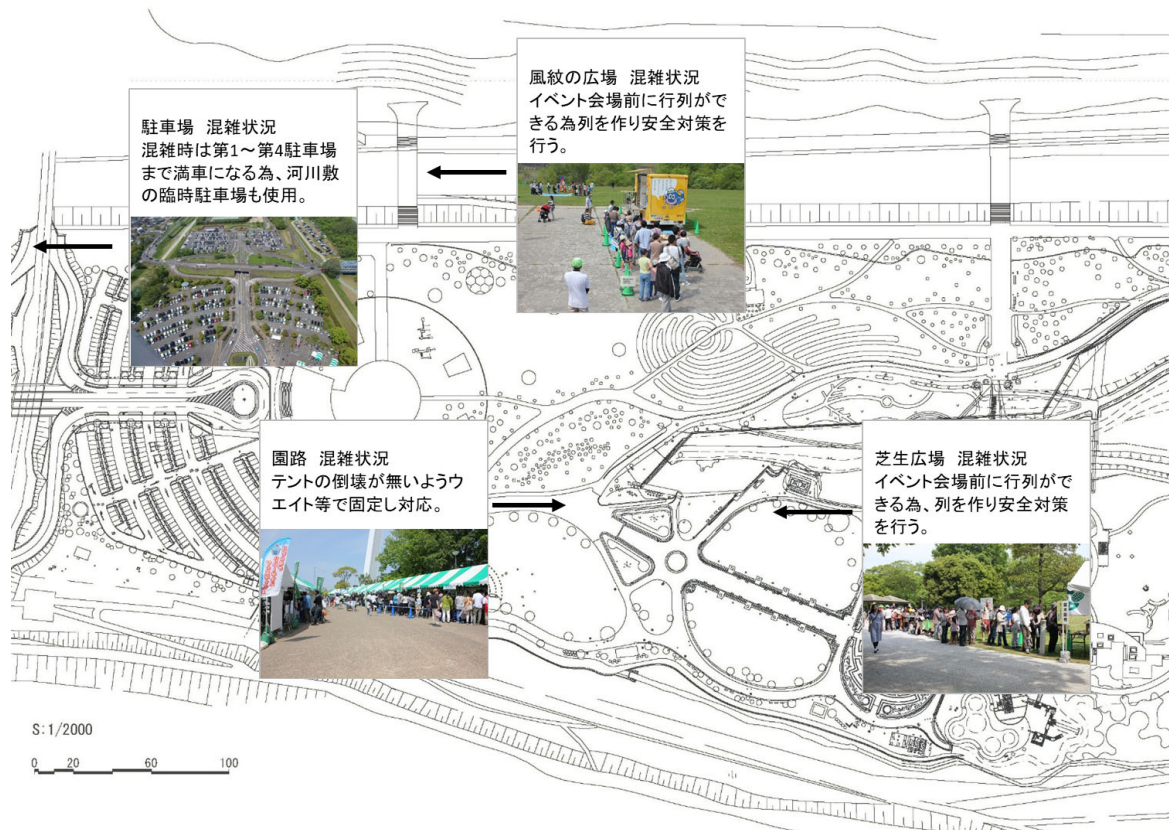 風紋の広場 混雑状況
イベント会場前に行列がで
きる為列を作り安全対策を
行う。
駐車場 混雑状況
混雑時は第1～第4駐車場
まで満車になる為、河川敷
の臨時駐車場も使用。
園路 混雑状況
テントの倒壊が無いようウ
エイト等で固定し対応。
芝生広場 混雑状況
イベント会場前に行列がで
きる為、列を作り安全対策
を行う。
S:1/2000
0 20 60 100